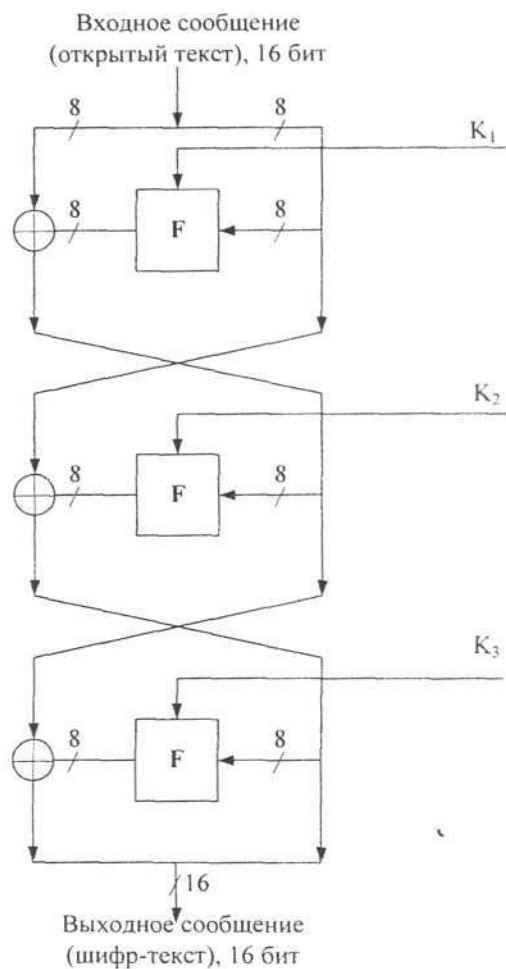 Входное сообщение
(открытый текст), 16 бит
8 8
K1
8 F 8
K2
8 F 8
K3
8 F 8
16
Выходное сообщение
(шифр-текст), 16 бит